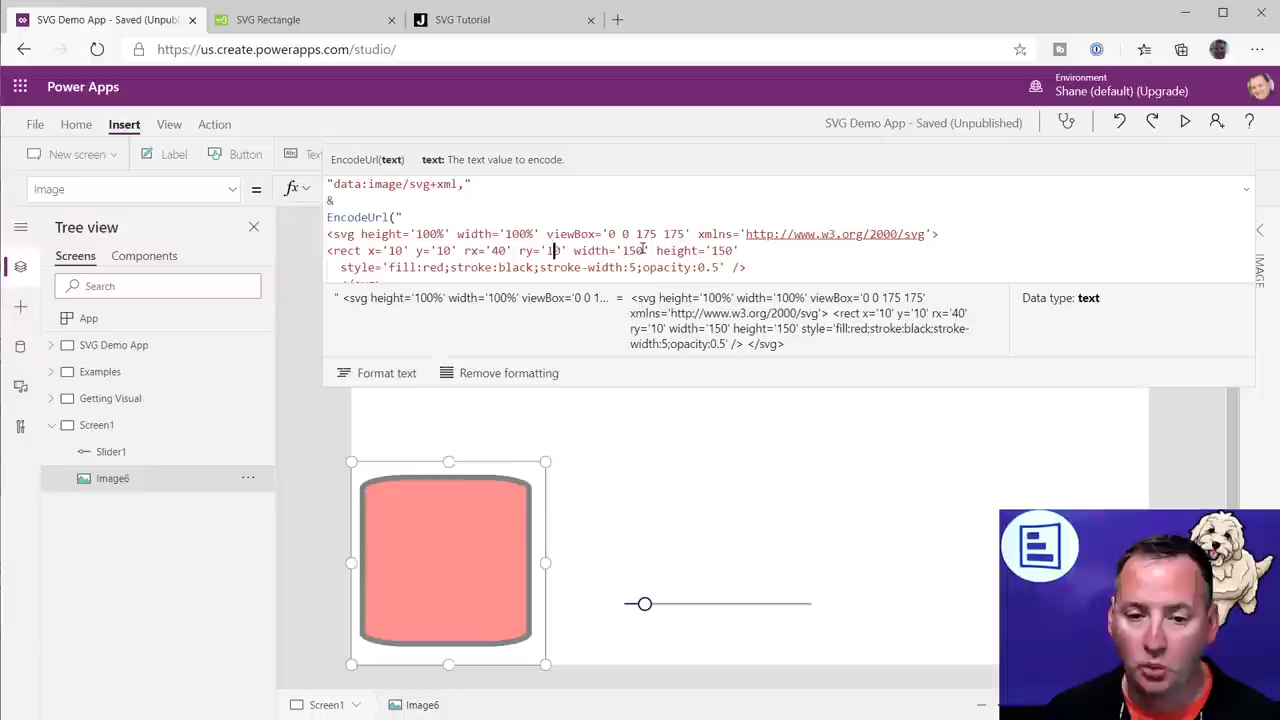 SVG Demo App - Saved (Unpubl
SVG Rectangle
SVG Tutorial
https://us.create.powerapps.com/studio/
Power Apps
Environment
Shane (default) (Upgrade)
File
Home
Insert
View
Action
SVG Demo App - Saved (Unpublished)
New screen
Label
Button
EncodeUrl(text) text: The text value to encode.
Image
=
fx
"data:image/svg+xml,"
&
EncodeUrl("
<svg height='100%' width='100%' viewBox='0 0 175 175' xmlns='http://www.w3.org/2000/svg'>
<rect x='10' y='10' rx='40' ry='10' width='150' height='150'
style='fill:red;stroke:black;stroke-width:5;opacity:0.5' />
" <svg height='100%' width='100%' viewBox='0 0 1... = <svg height='100%' width='100%' viewBox='0 0 175 175'
xmlns='http://www.w3.org/2000/svg'> <rect x='10' y='10' rx='40'
ry='10' width='150' height='150' style='fill:red;stroke:black;stroke-
width:5;opacity:0.5' /> </svg>
Data type: text
Format text
Remove formatting
Tree view
Screens
Components
Search
App
SVG Demo App
Examples
Getting Visual
Screen1
Slider1
Image6
IMAGE
Screen1
Image6